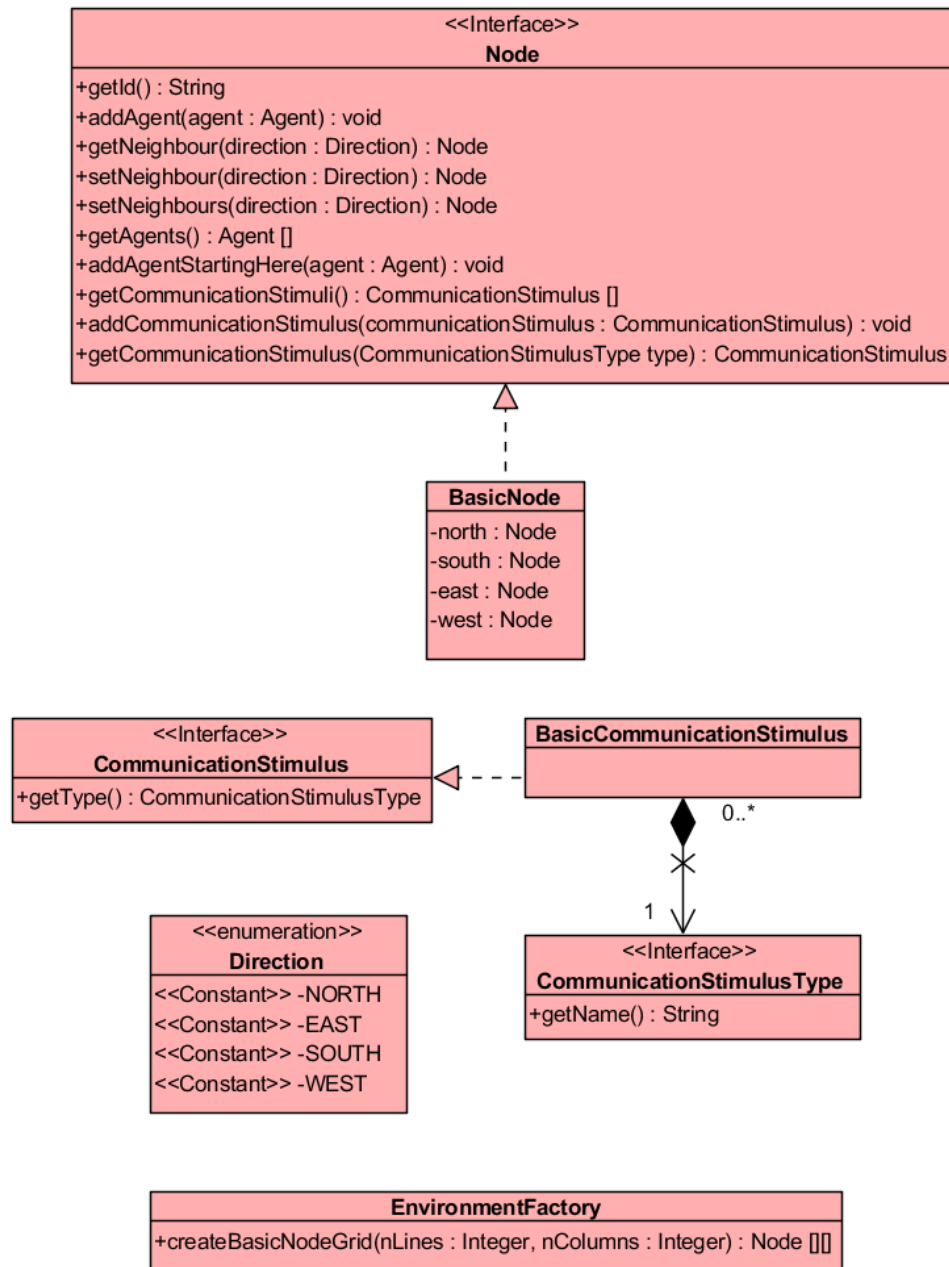 <<Interface>>
Node
+getId() : String
+addAgent(agent : Agent) : void
+getNeighbour(direction : Direction) : Node
+setNeighbour(direction : Direction) : Node
+setNeighbours(direction : Direction) : Node
+getAgents() : Agent []
+addAgentStartingHere(agent : Agent) : void
+getCommunicationStimuli() : CommunicationStimulus []
+addCommunicationStimulus(communicationStimulus : CommunicationStimulus) : void
+getCommunicationStimulus(CommunicationStimulusType type) : CommunicationStimulus
BasicNode
-north : Node
-south : Node
-east : Node
-west : Node
<<Interface>>
CommunicationStimulus
+getType() : CommunicationStimulusType
BasicCommunicationStimulus
0..*
1
<<Interface>>
CommunicationStimulusType
+getName() : String
<<enumeration>>
Direction
<<Constant>> -NORTH
<<Constant>> -EAST
<<Constant>> -SOUTH
<<Constant>> -WEST
EnvironmentFactory
+createBasicNodeGrid(nLines : Integer, nColumns : Integer) : Node [][]